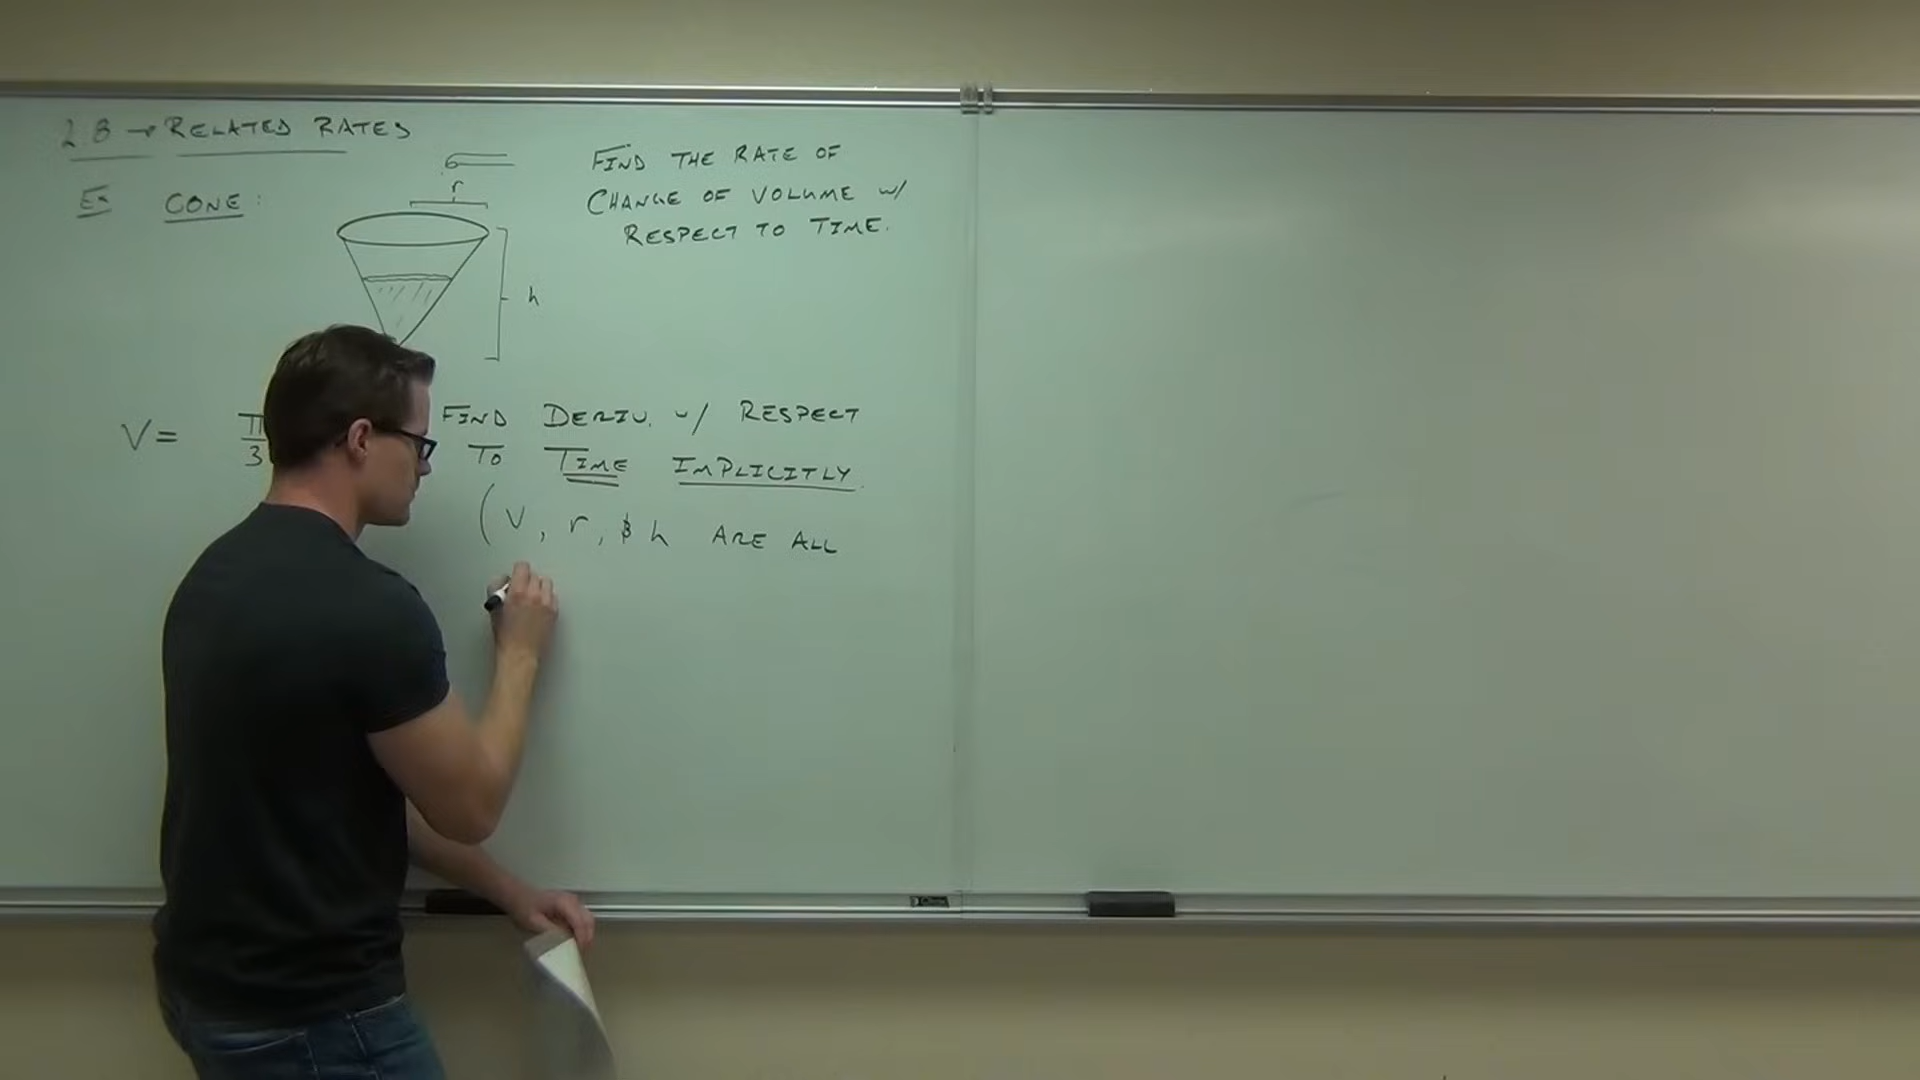 2.8 → RELATED RATES
EX CONE:
r
h
FIND THE RATE OF
CHANGE OF VOLUME W/
RESPECT TO TIME.
V = π/3
FIND DERIV. W/ RESPECT
TO TIME IMPLICITLY.
(V, r, & h ARE ALL